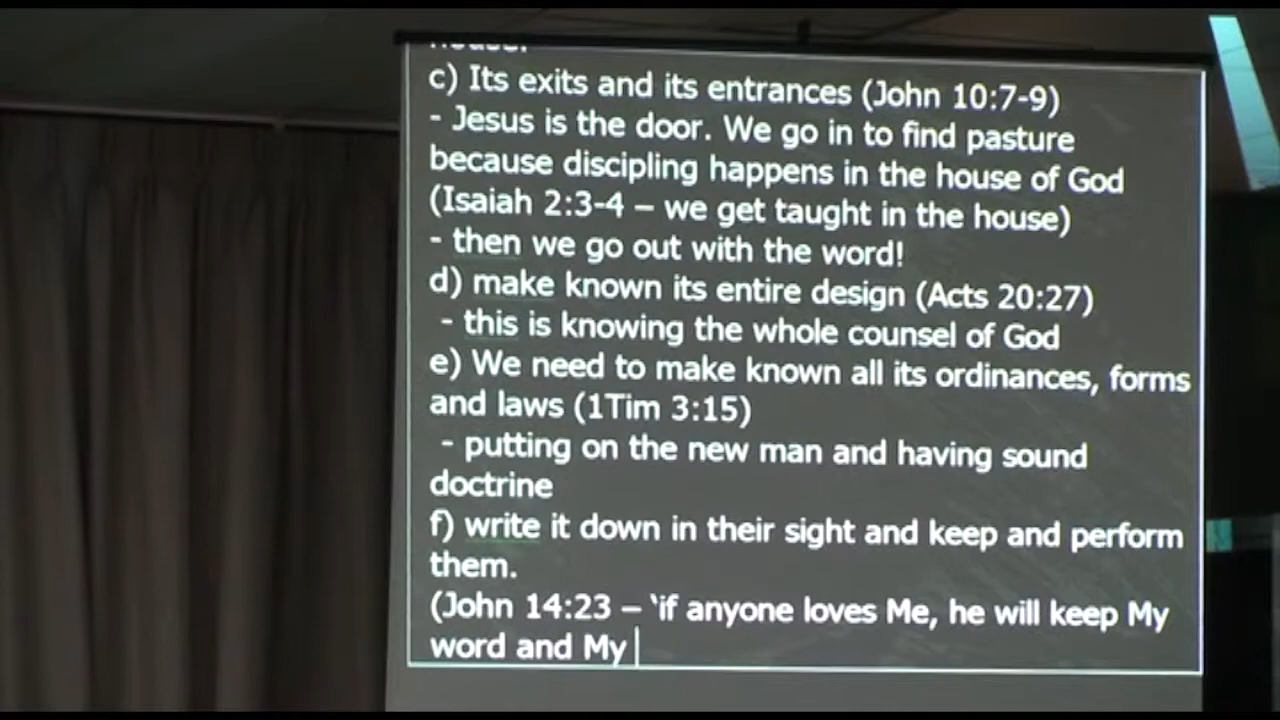 house.
c) Its exits and its entrances (John 10:7-9)
- Jesus is the door. We go in to find pasture
because discipling happens in the house of God
(Isaiah 2:3-4 – we get taught in the house)
- then we go out with the word!
d) make known its entire design (Acts 20:27)
- this is knowing the whole counsel of God
e) We need to make known all its ordinances, forms
and laws (1Tim 3:15)
- putting on the new man and having sound
doctrine
f) write it down in their sight and keep and perform
them.
(John 14:23 – ‘if anyone loves Me, he will keep My
word and My